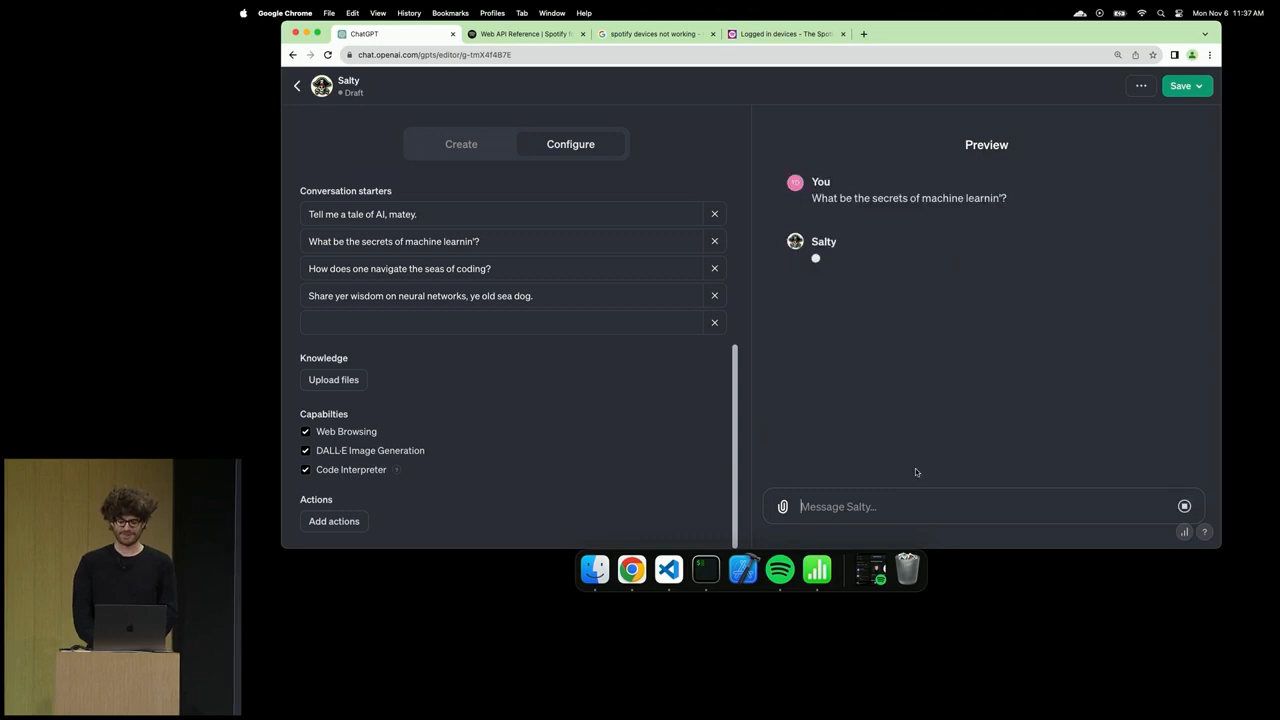 Google Chrome File Edit View History Bookmarks Profiles Tab Window Help Mon Nov 6 11:37 AM
ChatGPT
Web API Reference | Spotify f
spotify devices not working -
Logged in devices - The Spot
chat.openai.com/gpts/editor/g-tmX4f4B7E
Salty
Draft
Save
Create
Configure
Preview
Conversation starters
Tell me a tale of AI, matey.
What be the secrets of machine learnin'?
How does one navigate the seas of coding?
Share yer wisdom on neural networks, ye old sea dog.
Knowledge
Upload files
Capabilties
Web Browsing
DALL·E Image Generation
Code Interpreter ?
Actions
Add actions
You
What be the secrets of machine learnin'?
Salty
Message Salty...
?